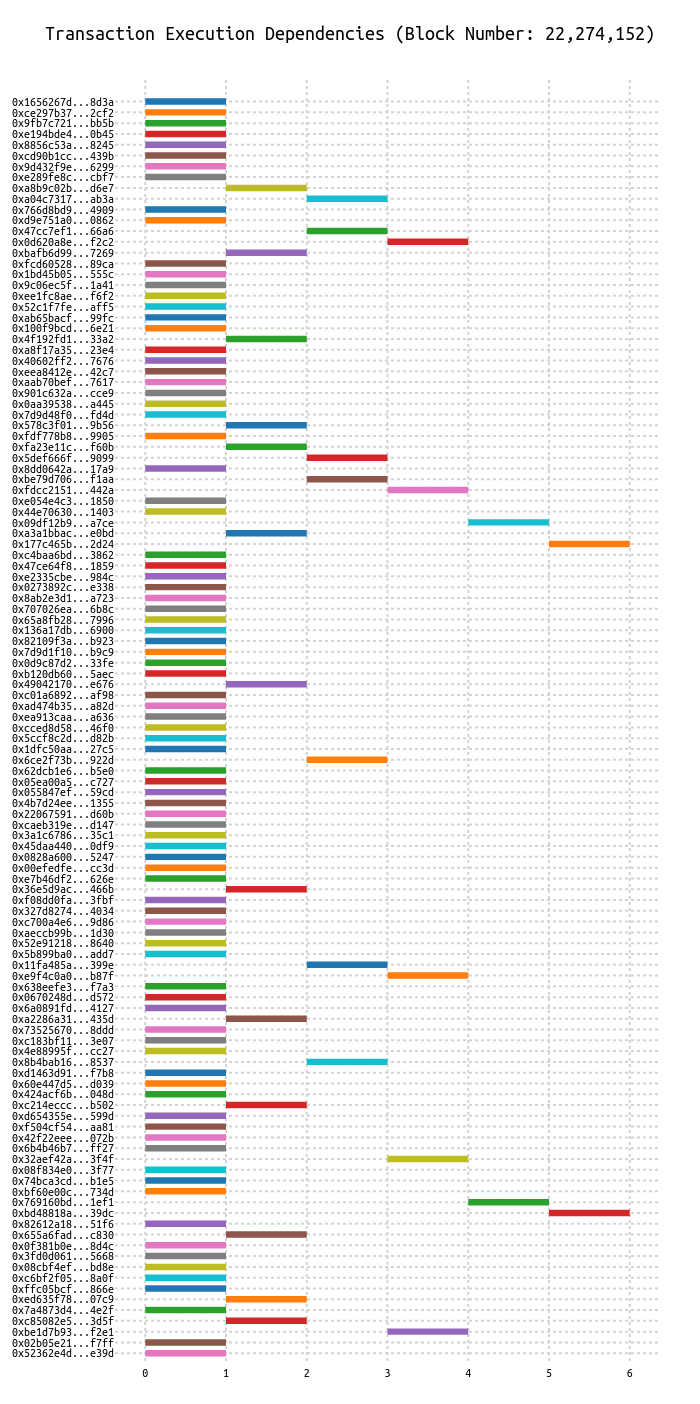 Transaction Execution Dependencies (Block Number: 22,274,152)
0x1656267d...8d3a
0xce297b37...2cf2
0x9fb7c721...bb5b
0xe194bde4...0b45
0x8856c53a...8245
0xcd90b1cc...439b
0x9d432f9e...6299
0xe289fe8c...cbf7
0xa8b9c02b...d6e7
0xa04c7317...ab3a
0x766d8bd9...4909
0xd9e751a0...0862
0x47cc7ef1...66a6
0x0d620a8e...f2c2
0xbafb6d99...7269
0xfcd60528...89ca
0x1bd45b05...555c
0x9c06ec5f...1a41
0xee1fc8ae...f6f2
0x52c1f7fe...aff5
0xab65bacf...99fc
0x100f9bcd...6e21
0x4f192fd1...33a2
0xa8f17a35...23e4
0x40602ff2...7676
0xeea8412e...42c7
0xaab70bef...7617
0x901c632a...cce9
0x0aa39538...a445
0x7d9d48f0...fd4d
0x578c3f01...9b56
0xfdf778b8...9905
0xfa23e11c...f60b
0x5def666f...9099
0x8dd0642a...17a9
0xbe79d706...f1aa
0xfdcc2151...442a
0xe054e4c3...1850
0x44e70630...1403
0x09df12b9...a7ce
0xa3a1bbac...e0bd
0x177c465b...2d24
0xc4baa6bd...3862
0x47ce64f8...1859
0xe2335cbe...984c
0x0273892c...e338
0x8ab2e3d1...a723
0x707026ea...6b8c
0x65a8fb28...7996
0x136a17db...6900
0x82109f3a...b923
0x7d9d1f10...b9c9
0x0d9c87d2...33fe
0xb120db60...5aec
0x49042170...e676
0xc01a6892...af98
0xad474b35...a82d
0xea913caa...a636
0xcced8d58...46f0
0x5ccf8c2d...d82b
0x1dfc50aa...27c5
0x6ce2f73b...922d
0x62dcb1e6...b5e0
0x05ea00a5...c727
0x055847ef...59cd
0x4b7d24ee...1355
0x22067591...d60b
0xcaeb319e...d147
0x3a1c6786...35c1
0x45daa440...0df9
0x0828a600...5247
0x00efedfe...cc3d
0xe7b46df2...626e
0x36e5d9ac...466b
0xf08dd0fa...3fbf
0x327d8274...4034
0xc700a4e6...9d86
0xaeccb99b...1d30
0x52e91218...8640
0x5b899ba0...add7
0x11fa485a...399e
0xe9f4c0a0...b87f
0x638eefe3...f7a3
0x0670248d...d572
0x6a0891fd...4127
0xa2286a31...435d
0x73525670...8ddd
0xc183bf11...3e07
0x4e88995f...cc27
0x8b4bab16...8537
0xd1463d91...f7b8
0x60e447d5...d039
0x424acf6b...048d
0xc214eccc...b502
0xd654355e...599d
0xf504cf54...aa81
0x42f22eee...072b
0x6b4b46b7...ff27
0x32aef42a...3f4f
0x08f834e0...3f77
0x74bca3cd...b1e5
0xbf60e00c...734d
0x769160bd...1ef1
0xbd48818a...39dc
0x82612a18...51f6
0x655a6fad...c830
0x0f381b0e...8d4c
0x3fd0d061...5668
0x08cbf4ef...bd8e
0xc6bf2f05...8a0f
0xffc05bcf...866e
0xed635f78...07c9
0x7a4873d4...4e2f
0xc85082e5...3d5f
0xbe1d7b93...f2e1
0x02b05e21...f7ff
0x52362e4d...e39d
0 1 2 3 4 5 6